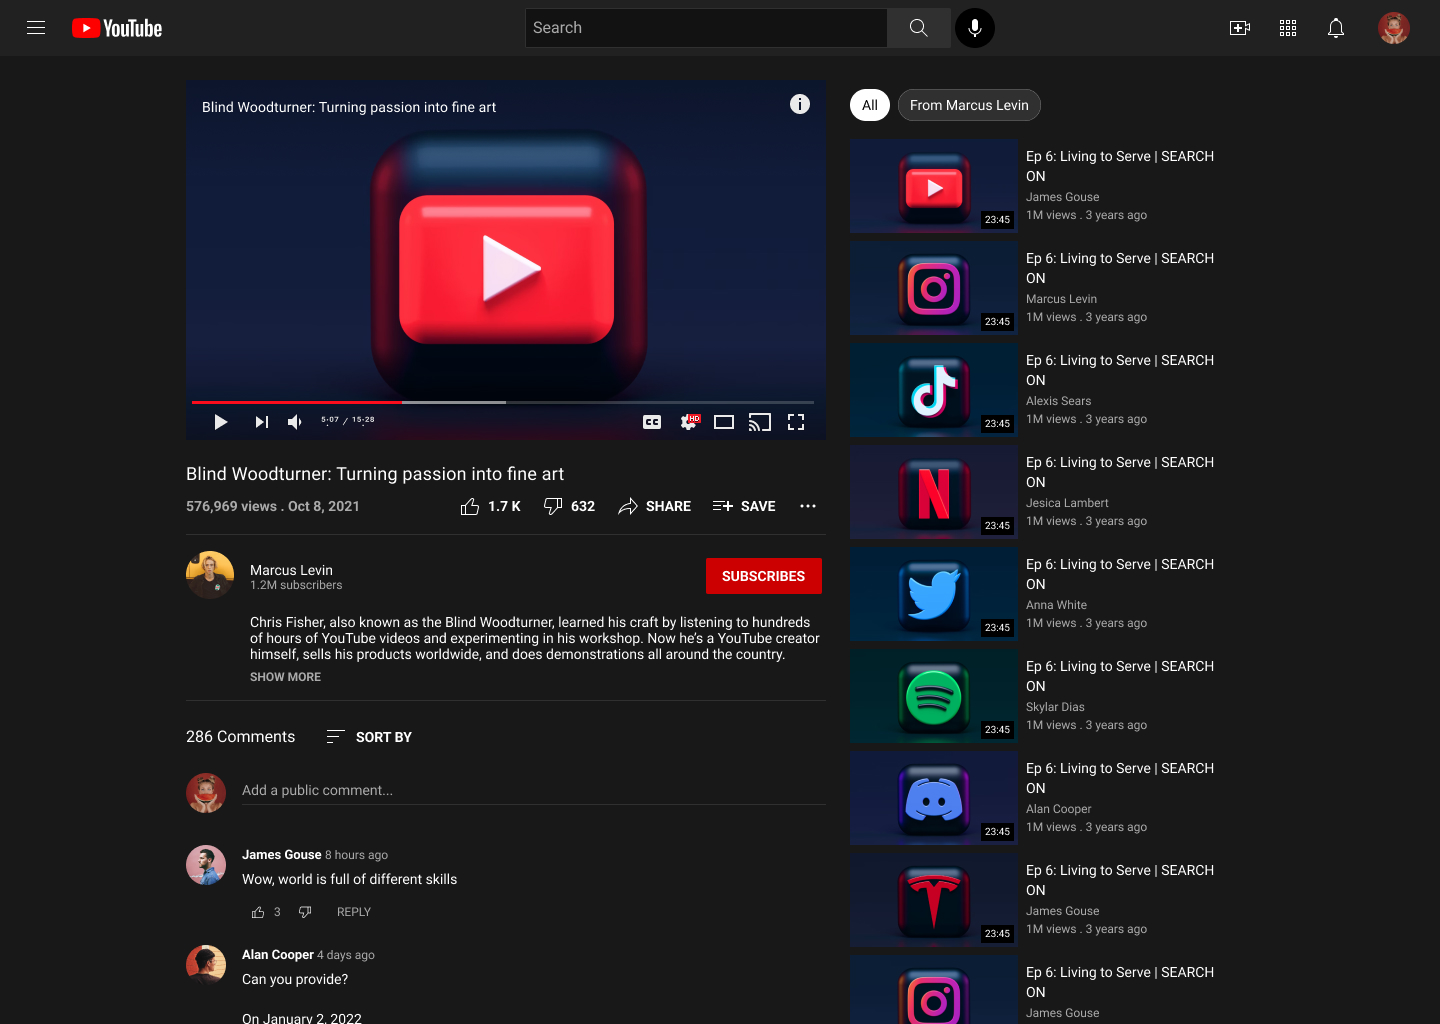 YouTube
Search
Blind Woodturner: Turning passion into fine art
i
5:07 / 15:28
CC
HD
Blind Woodturner: Turning passion into fine art
576,969 views . Oct 8, 2021
1.7 K
632
SHARE
SAVE
Marcus Levin
1.2M subscribers
SUBSCRIBES
Chris Fisher, also known as the Blind Woodturner, learned his craft by listening to hundreds
of hours of YouTube videos and experimenting in his workshop. Now he's a YouTube creator
himself, sells his products worldwide, and does demonstrations all around the country.
SHOW MORE
286 Comments
SORT BY
Add a public comment...
James Gouse 8 hours ago
Wow, world is full of different skills
3
REPLY
Alan Cooper 4 days ago
Can you provide?
On January 2, 2022
All
From Marcus Levin
23:45
Ep 6: Living to Serve | SEARCH
ON
James Gouse
1M views . 3 years ago
23:45
Ep 6: Living to Serve | SEARCH
ON
Marcus Levin
1M views . 3 years ago
23:45
Ep 6: Living to Serve | SEARCH
ON
Alexis Sears
1M views . 3 years ago
N
23:45
Ep 6: Living to Serve | SEARCH
ON
Jesica Lambert
1M views . 3 years ago
23:45
Ep 6: Living to Serve | SEARCH
ON
Anna White
1M views . 3 years ago
23:45
Ep 6: Living to Serve | SEARCH
ON
Skylar Dias
1M views . 3 years ago
23:45
Ep 6: Living to Serve | SEARCH
ON
Alan Cooper
1M views . 3 years ago
23:45
Ep 6: Living to Serve | SEARCH
ON
James Gouse
1M views . 3 years ago
Ep 6: Living to Serve | SEARCH
ON
James Gouse